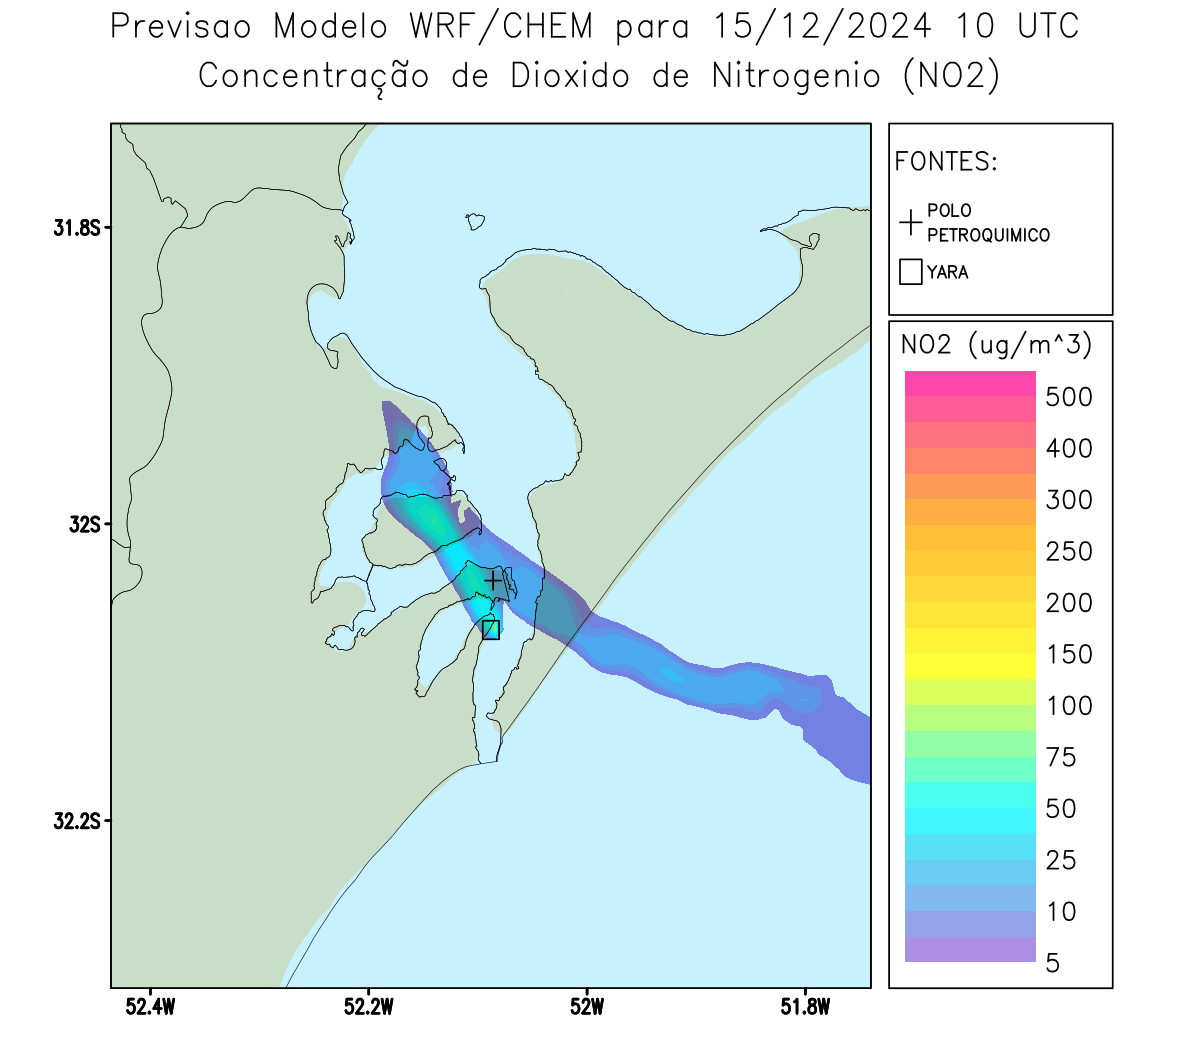 Previsao Modelo WRF/CHEM para 15/12/2024 10 UTC
Concentração de Dioxido de Nitrogenio (NO2)
FONTES:
POLO
PETROQUIMICO
YARA
NO2 (ug/m^3)
500
400
300
250
200
150
100
75
50
25
10
5
31.8S
32S
32.2S
52.4W
52.2W
52W
51.8W